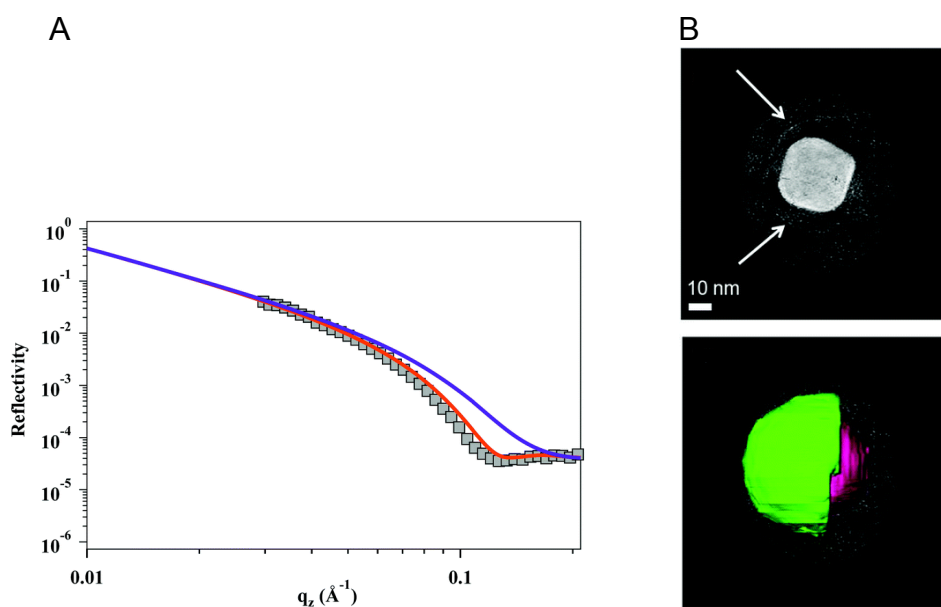 A
B
10 nm
10⁰
10⁻¹
10⁻²
10⁻³
10⁻⁴
10⁻⁵
10⁻⁶
Reflectivity
0.01
0.1
q_z (Å⁻¹)